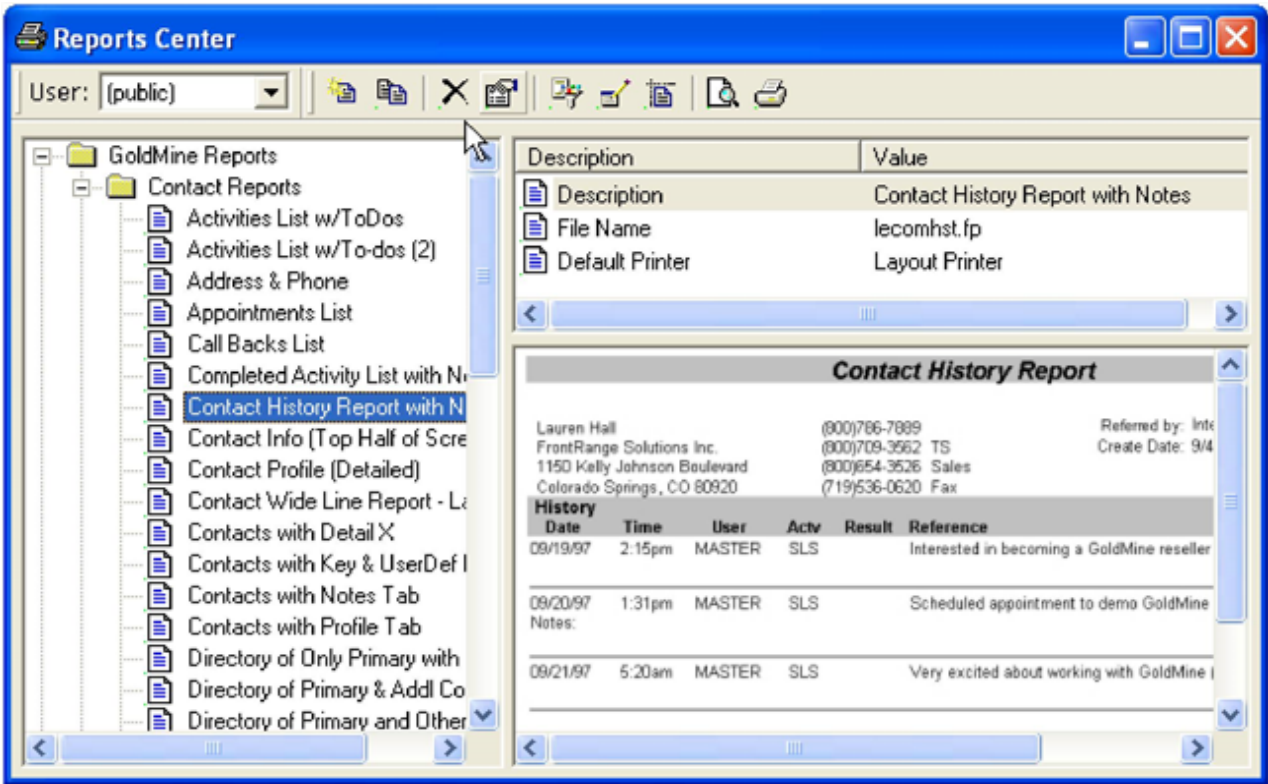 Reports Center
User: (public)
GoldMine Reports
Contact Reports
Activities List w/ToDos
Activities List w/To-dos (2)
Address & Phone
Appointments List
Call Backs List
Completed Activity List with N
Contact History Report with N
Contact Info (Top Half of Scre
Contact Profile (Detailed)
Contact Wide Line Report - La
Contacts with Detail X
Contacts with Key & UserDef
Contacts with Notes Tab
Contacts with Profile Tab
Directory of Only Primary with
Directory of Primary & Addl Co
Directory of Primary and Other
Description Value
Description Contact History Report with Notes
File Name lecomhst.fp
Default Printer Layout Printer
Contact History Report
Lauren Hall (800)786-7889 Referred by: Inte
FrontRange Solutions Inc. (800)709-3562 TS Create Date: 9/4
1150 Kelly Johnson Boulevard (800)654-3526 Sales
Colorado Springs, CO 80920 (719)536-0620 Fax
History
Date Time User Actv Result Reference
09/19/97 2:15pm MASTER SLS Interested in becoming a GoldMine reseller
09/20/97 1:31pm MASTER SLS Scheduled appointment to demo GoldMine
Notes:
09/21/97 5:20am MASTER SLS Very excited about working with GoldMine